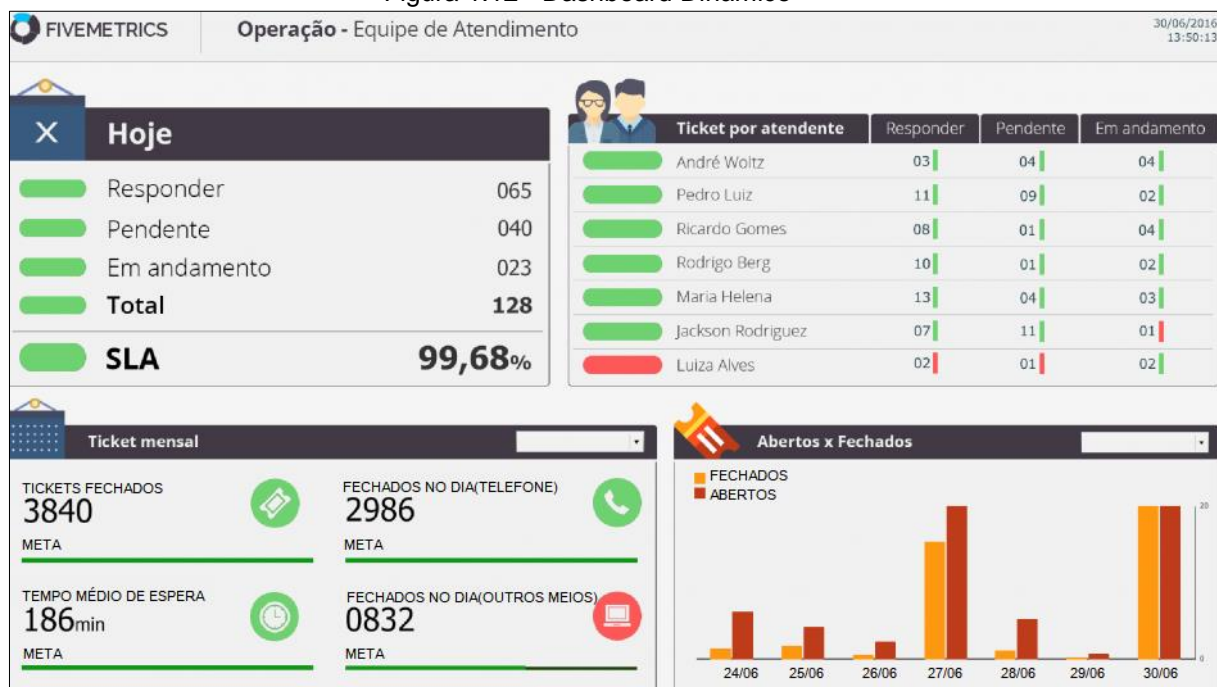 FIVEMETRICS
Operação - Equipe de Atendimento
30/06/2016
13:50:13
Hoje
Responder 065
Pendente 040
Em andamento 023
Total 128
SLA 99,68%
Ticket por atendente Responder Pendente Em andamento
André Woltz 03 04 04
Pedro Luiz 11 09 02
Ricardo Gomes 08 01 04
Rodrigo Berg 10 01 02
Maria Helena 13 04 03
Jackson Rodriguez 07 11 01
Luiza Alves 02 01 02
Ticket mensal
TICKETS FECHADOS
3840
META
FECHADOS NO DIA(TELEFONE)
2986
META
TEMPO MÉDIO DE ESPERA
186min
META
FECHADOS NO DIA(OUTROS MEIOS)
0832
META
Abertos x Fechados
FECHADOS
ABERTOS
20
0
24/06 25/06 26/06 27/06 28/06 29/06 30/06